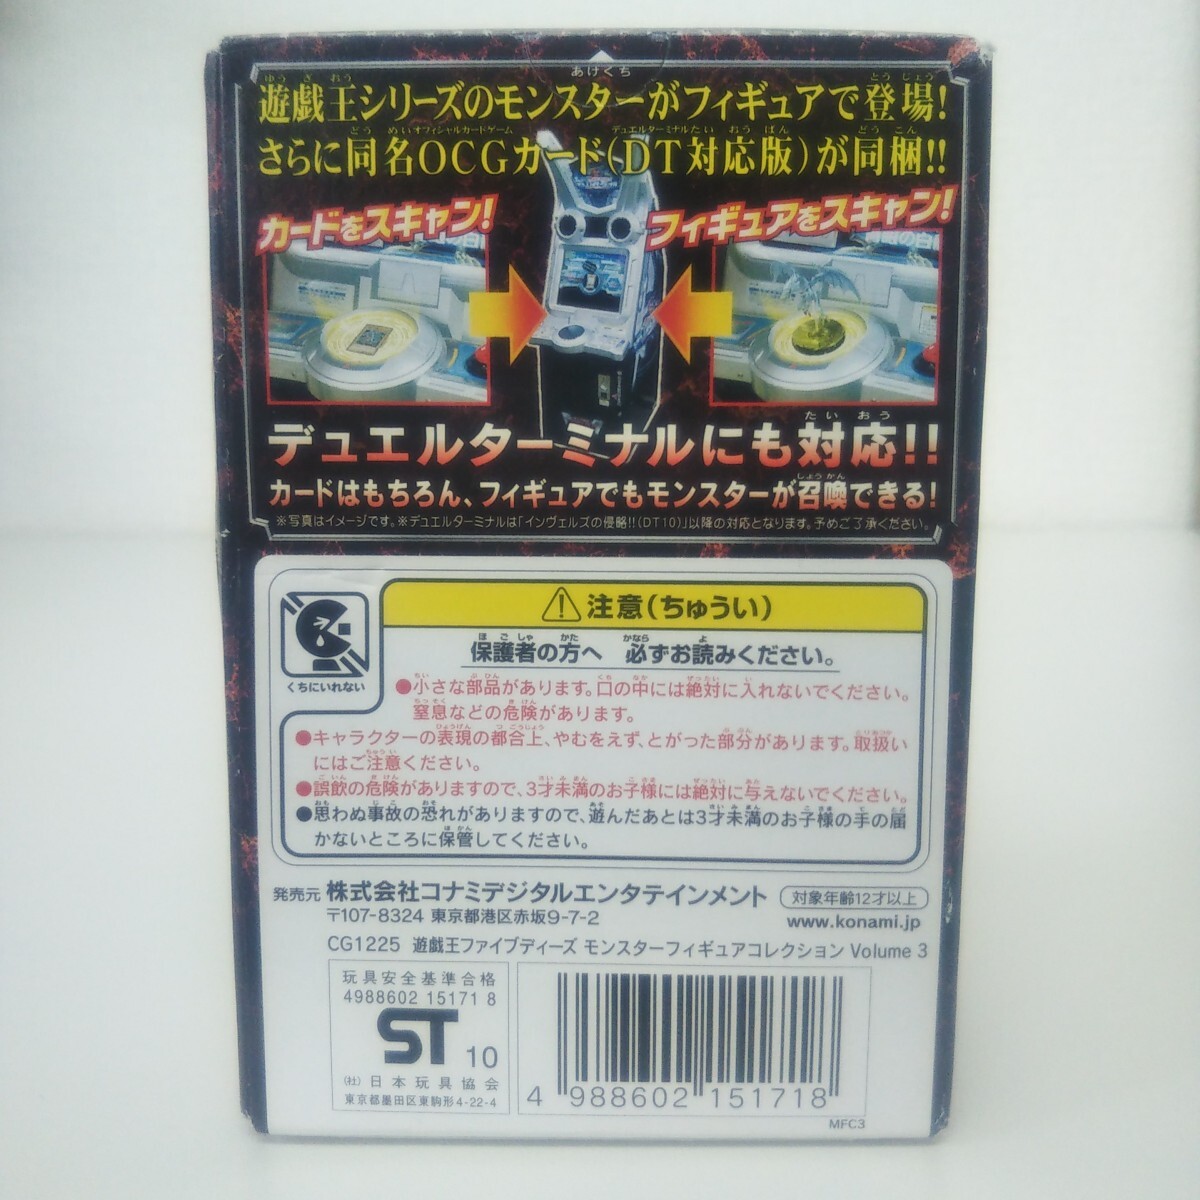 あけくち
遊戯王シリーズのモンスターがフィギュアで登場!
さらに同名OCGカード(DT対応版)が同梱!!
カードをスキャン!
フィギュアをスキャン!
デュエルターミナルにも対応!!
カードはもちろん、フィギュアでもモンスターが召喚できる!
※写真はイメージです。※デュエルターミナルは「インヴェルズの侵略!!(DT10)」以降の対応となります。予めご了承ください。
くちにいれない
注意(ちゅうい)
保護者の方へ 必ずお読みください。
●小さな部品があります。口の中には絶対に入れないでください。
窒息などの危険があります。
●キャラクターの表現の都合上、やむをえず、とがった部分があります。取扱い
にはご注意ください。
●誤飲の危険がありますので、3才未満のお子様には絶対に与えないでください。
●思わぬ事故の恐れがありますので、遊んだあとは3才未満のお子様の手の届
かないところに保管してください。
発売元 株式会社コナミデジタルエンタテインメント
対象年齢12才以上
〒107-8324 東京都港区赤坂9-7-2
www.konami.jp
CG1225 遊戯王ファイブディーズ モンスターフィギュアコレクション Volume 3
玩具安全基準合格
4988602 15171 8
ST 10
(社)日本玩具協会
東京都墨田区東駒形4-22-4
4 988602 151718
MFC3